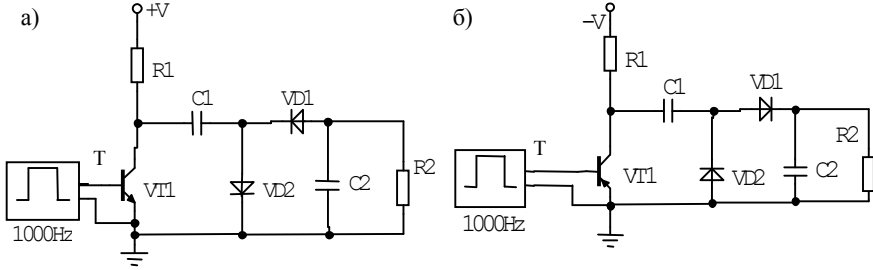 а)
+V
R1
C1
VD1
T
VT1
VD2
C2
R2
1000Hz
б)
-V
R1
C1
VD1
R2
T
VT1
VD2
C2
1000Hz